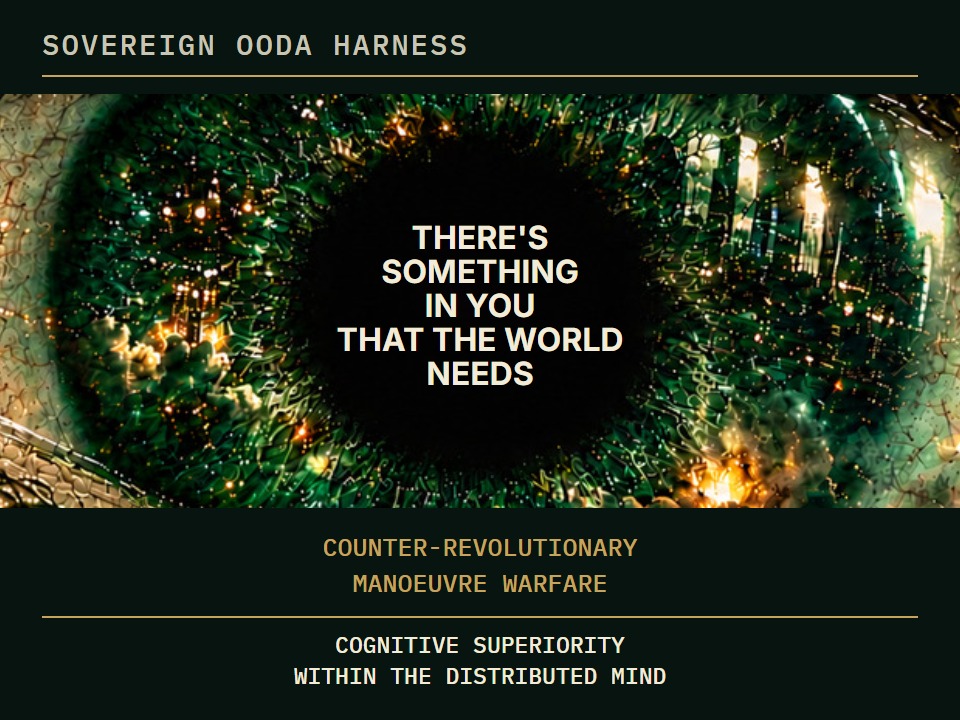 SOVEREIGN OODA HARNESS
THERE'S
SOMETHING
IN YOU
THAT THE WORLD
NEEDS
COUNTER-REVOLUTIONARY
MANOEUVRE WARFARE
COGNITIVE SUPERIORITY
WITHIN THE DISTRIBUTED MIND